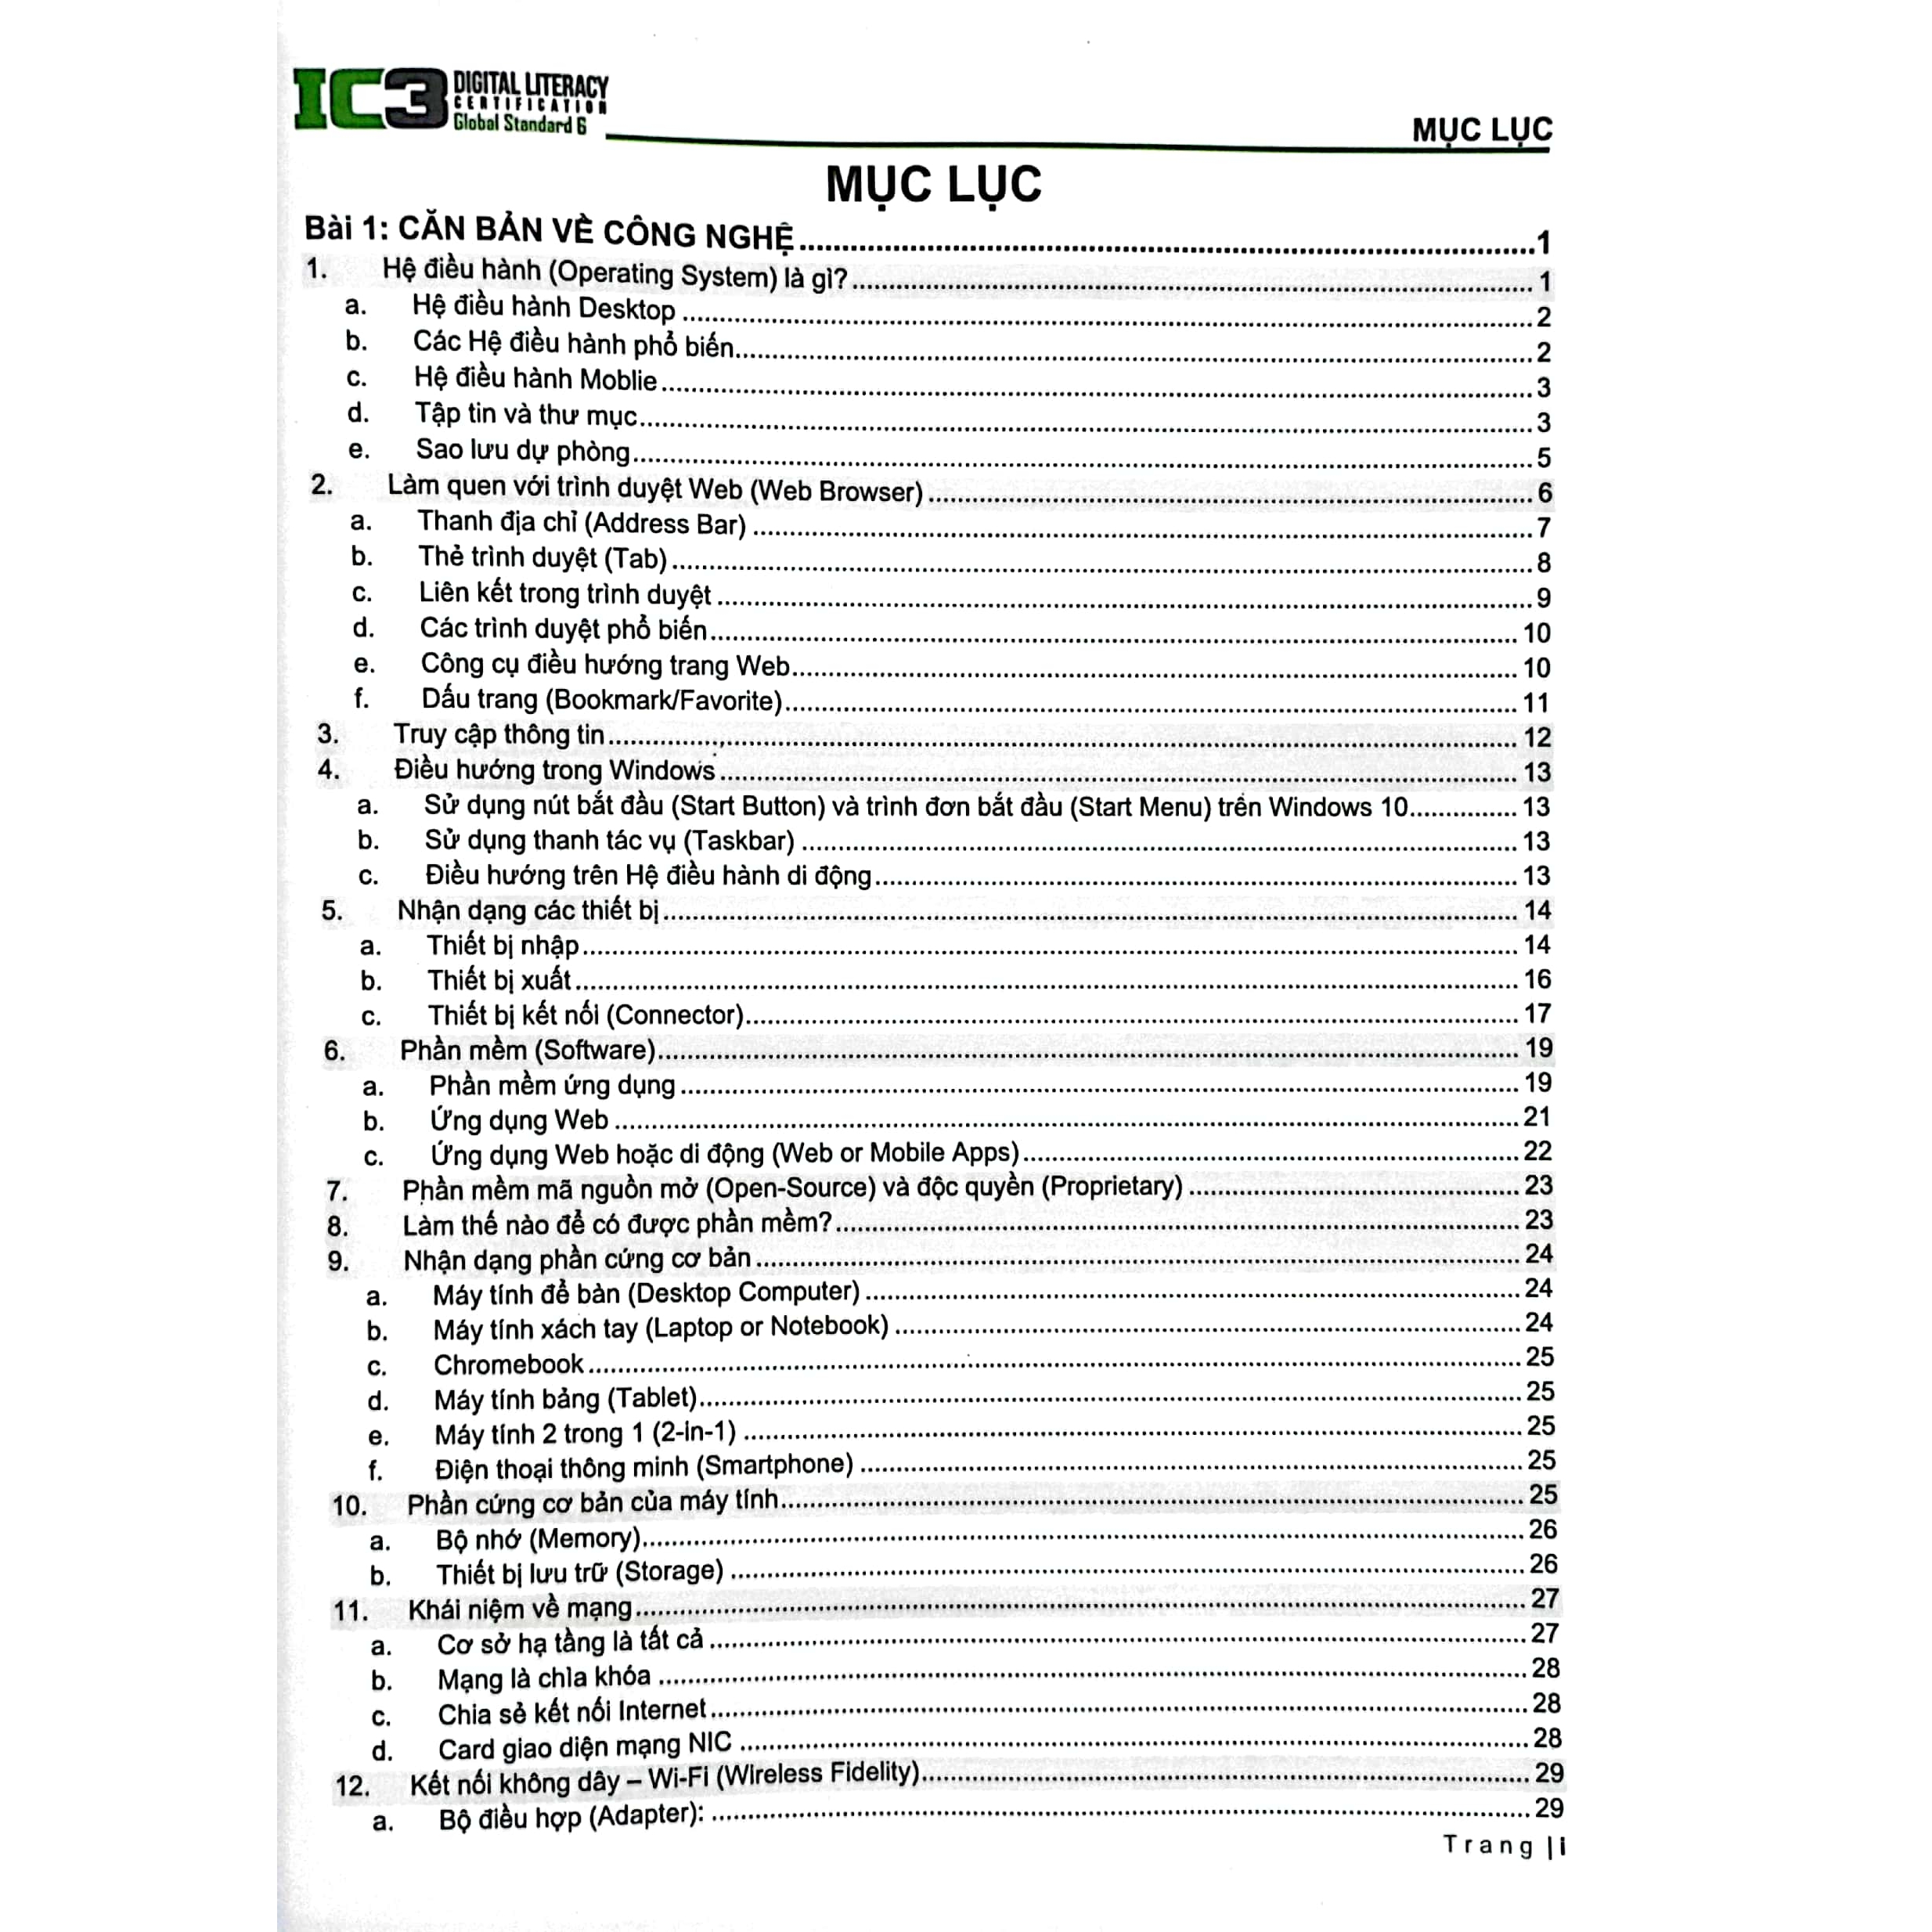 IC3 DIGITAL LITERACY
CERTIFICATION
Global Standard 6
MỤC LỤC
MỤC LỤC
Bài 1: CĂN BẢN VỀ CÔNG NGHỆ 1
1. Hệ điều hành (Operating System) là gì? 1
a. Hệ điều hành Desktop 2
b. Các Hệ điều hành phổ biến 2
c. Hệ điều hành Moblie 3
d. Tập tin và thư mục 3
e. Sao lưu dự phòng 5
2. Làm quen với trình duyệt Web (Web Browser) 6
a. Thanh địa chỉ (Address Bar) 7
b. Thẻ trình duyệt (Tab) 8
c. Liên kết trong trình duyệt 9
d. Các trình duyệt phổ biến 10
e. Công cụ điều hướng trang Web 10
f. Dấu trang (Bookmark/Favorite) 11
3. Truy cập thông tin 12
4. Điều hướng trong Windows 13
a. Sử dụng nút bắt đầu (Start Button) và trình đơn bắt đầu (Start Menu) trên Windows 10 13
b. Sử dụng thanh tác vụ (Taskbar) 13
c. Điều hướng trên Hệ điều hành di động 13
5. Nhận dạng các thiết bị 14
a. Thiết bị nhập 14
b. Thiết bị xuất 16
c. Thiết bị kết nối (Connector) 17
6. Phần mềm (Software) 19
a. Phần mềm ứng dụng 19
b. Ứng dụng Web 21
c. Ứng dụng Web hoặc di động (Web or Mobile Apps) 22
7. Phần mềm mã nguồn mở (Open-Source) và độc quyền (Proprietary) 23
8. Làm thế nào để có được phần mềm? 23
9. Nhận dạng phần cứng cơ bản 24
a. Máy tính để bàn (Desktop Computer) 24
b. Máy tính xách tay (Laptop or Notebook) 24
c. Chromebook 25
d. Máy tính bảng (Tablet) 25
e. Máy tính 2 trong 1 (2-in-1) 25
f. Điện thoại thông minh (Smartphone) 25
10. Phần cứng cơ bản của máy tính 25
a. Bộ nhớ (Memory) 26
b. Thiết bị lưu trữ (Storage) 26
11. Khái niệm về mạng 27
a. Cơ sở hạ tầng là tất cả 27
b. Mạng là chìa khóa 28
c. Chia sẻ kết nối Internet 28
d. Card giao diện mạng NIC 28
12. Kết nối không dây – Wi-Fi (Wireless Fidelity) 29
a. Bộ điều hợp (Adapter): 29
Trang | i